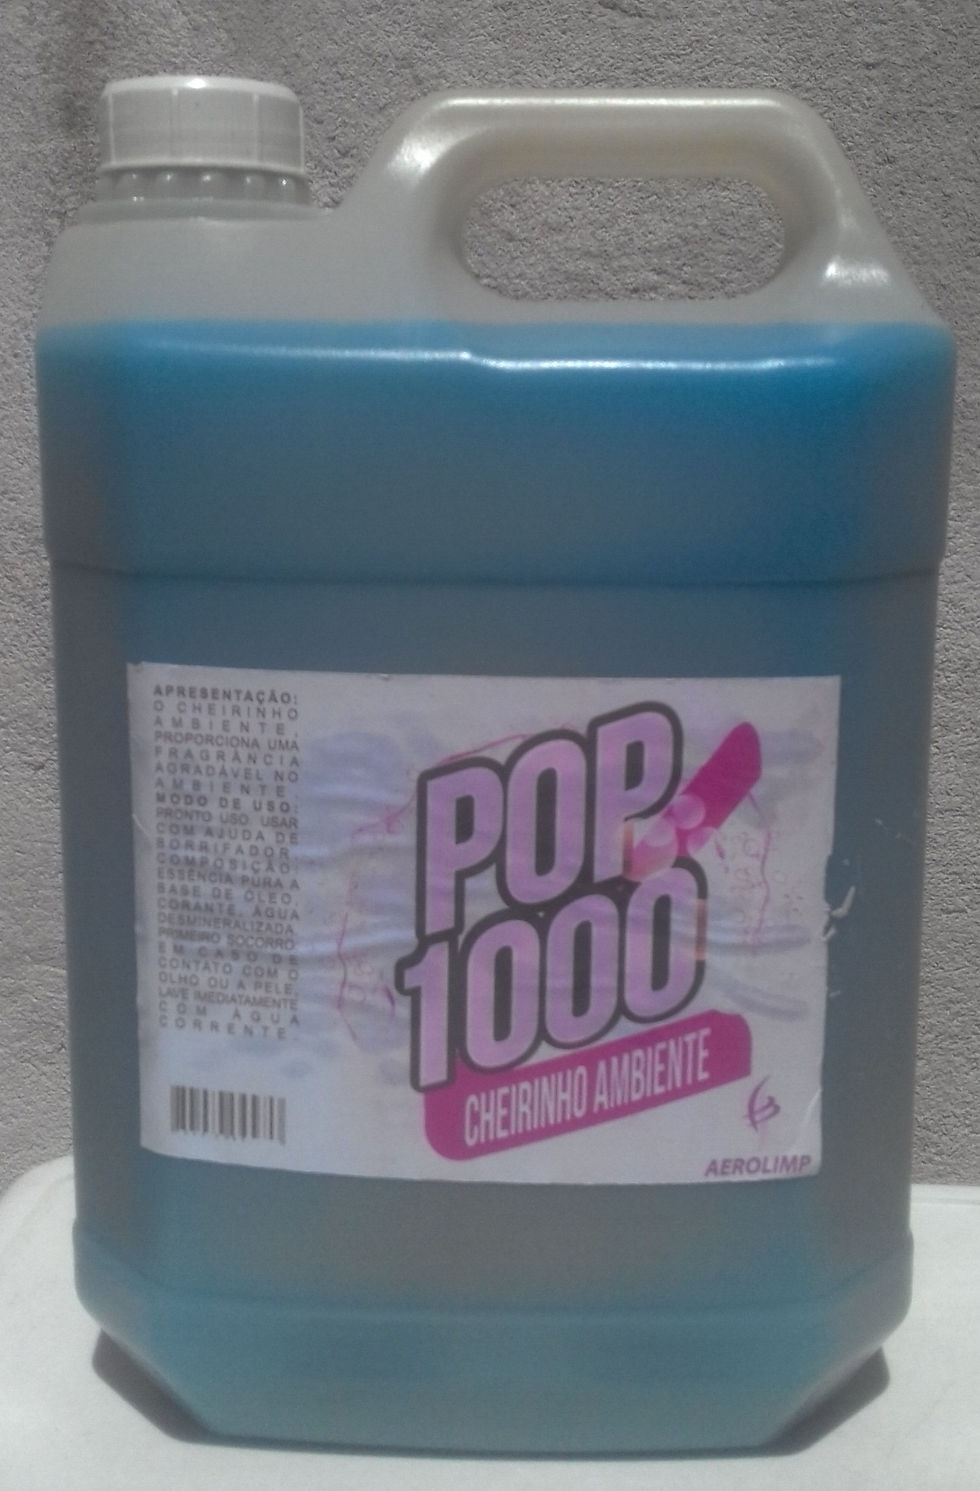 APRESENTAÇÃO:
O CHEIRINHO
AMBIENTE,
PROPORCIONA UMA
FRAGRÂNCIA
AGRADÁVEL NO
AMBIENTE.
MODO DE USO:
PRONTO USO, USAR
COM AJUDA DE
BORRIFADOR.
COMPOSIÇÃO:
ESSÊNCIA PURA A
BASE DE ÓLEO,
CORANTE, ÁGUA
DESMINERALIZADA.
PRIMEIRO SOCORRO:
EM CASO DE
CONTATO COM O
OLHO OU A PELE,
LAVE IMEDIATAMENTE
COM ÁGUA
CORRENTE.
POP
1000
CHEIRINHO AMBIENTE
AEROLIMP